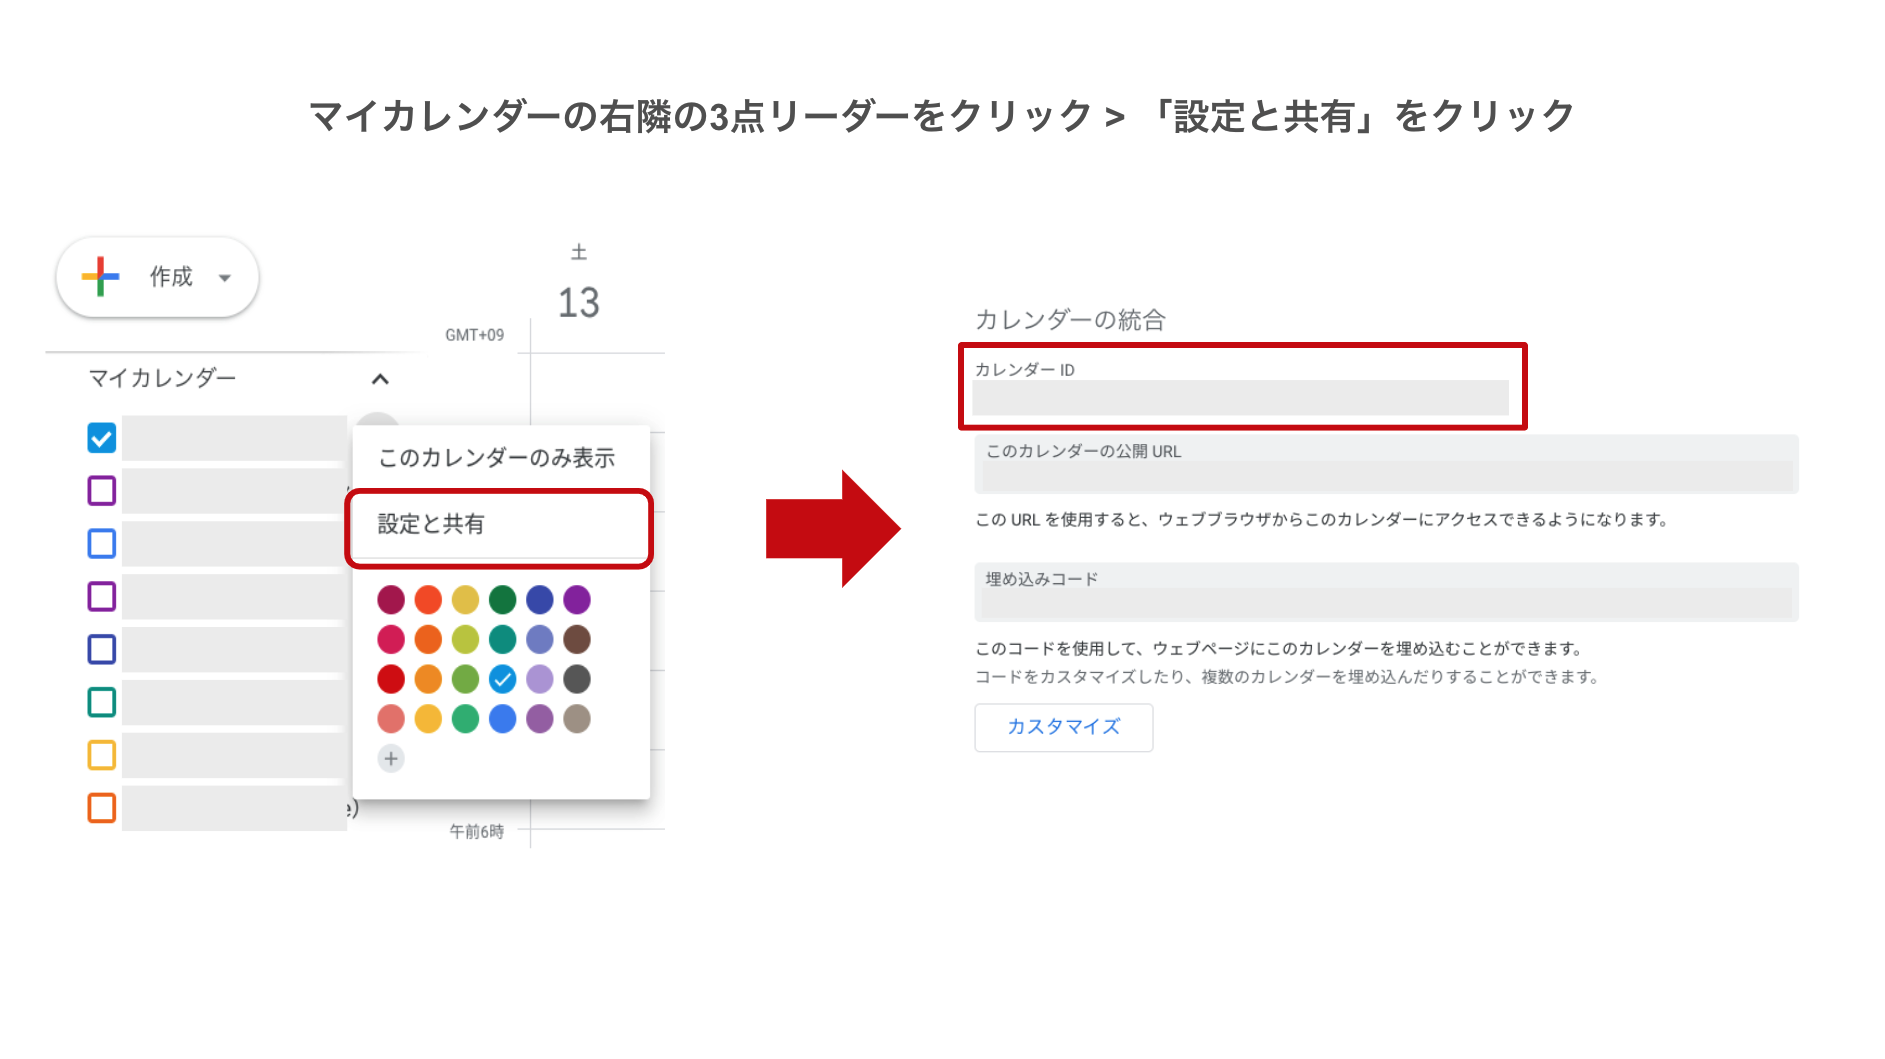 マイカレンダーの右隣の3点リーダーをクリック > 「設定と共有」をクリック
作成
土
13
GMT+09
マイカレンダー
このカレンダーのみ表示
設定と共有
午前6時
カレンダーの統合
カレンダー ID
このカレンダーの公開 URL
この URL を使用すると、ウェブブラウザからこのカレンダーにアクセスできるようになります。
埋め込みコード
このコードを使用して、ウェブページにこのカレンダーを埋め込むことができます。
コードをカスタマイズしたり、複数のカレンダーを埋め込んだりすることができます。
カスタマイズ